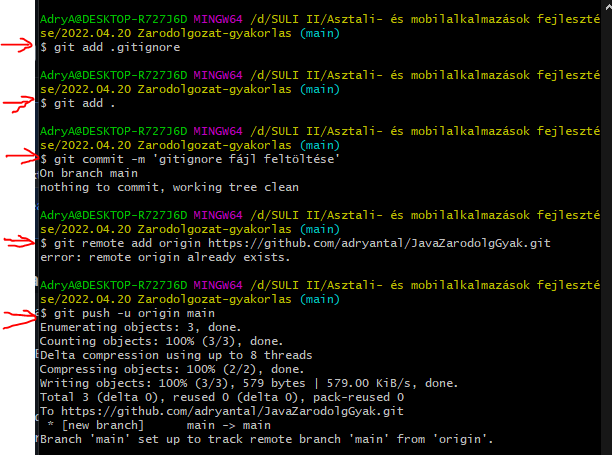 AdryA@DESKTOP-R727J6D MINGW64 /d/SULI II/Asztali- és mobilalkalmazások fejleszté
se/2022.04.20 Zarodolgozat-gyakorlas (main)
$ git add .gitignore
AdryA@DESKTOP-R727J6D MINGW64 /d/SULI II/Asztali- és mobilalkalmazások fejleszté
se/2022.04.20 Zarodolgozat-gyakorlas (main)
$ git add .
AdryA@DESKTOP-R727J6D MINGW64 /d/SULI II/Asztali- és mobilalkalmazások fejleszté
se/2022.04.20 Zarodolgozat-gyakorlas (main)
$ git commit -m 'gitignore fájl feltöltése'
On branch main
nothing to commit, working tree clean
AdryA@DESKTOP-R727J6D MINGW64 /d/SULI II/Asztali- és mobilalkalmazások fejleszté
se/2022.04.20 Zarodolgozat-gyakorlas (main)
$ git remote add origin https://github.com/adryantal/JavaZarodolgGyak.git
error: remote origin already exists.
AdryA@DESKTOP-R727J6D MINGW64 /d/SULI II/Asztali- és mobilalkalmazások fejleszté
se/2022.04.20 Zarodolgozat-gyakorlas (main)
$ git push -u origin main
Enumerating objects: 3, done.
Counting objects: 100% (3/3), done.
Delta compression using up to 8 threads
Compressing objects: 100% (2/2), done.
Writing objects: 100% (3/3), 579 bytes | 579.00 KiB/s, done.
Total 3 (delta 0), reused 0 (delta 0), pack-reused 0
To https://github.com/adryantal/JavaZarodolgGyak.git
 * [new branch]      main -> main
Branch 'main' set up to track remote branch 'main' from 'origin'.